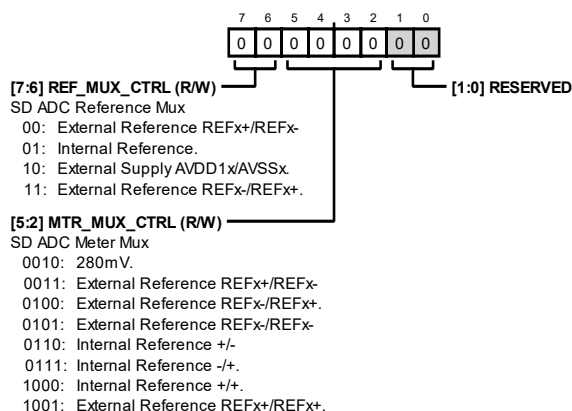 7 6 5 4 3 2 1 0
0 0 0 0 0 0 0 0
[7:6] REF_MUX_CTRL (R/W)
[1:0] RESERVED
SD ADC Reference Mux
00: External Reference REFx+/REFx-
01: Internal Reference.
10: External Supply AVDD1x/AVSSx.
11: External Reference REFx-/REFx+.
[5:2] MTR_MUX_CTRL (R/W)
SD ADC Meter Mux
0010: 280mV.
0011: External Reference REFx+/REFx-
0100: External Reference REFx-/REFx+.
0101: External Reference REFx-/REFx-
0110: Internal Reference +/-
0111: Internal Reference -/+.
1000: Internal Reference +/+.
1001: External Reference REFx+/REFx+.